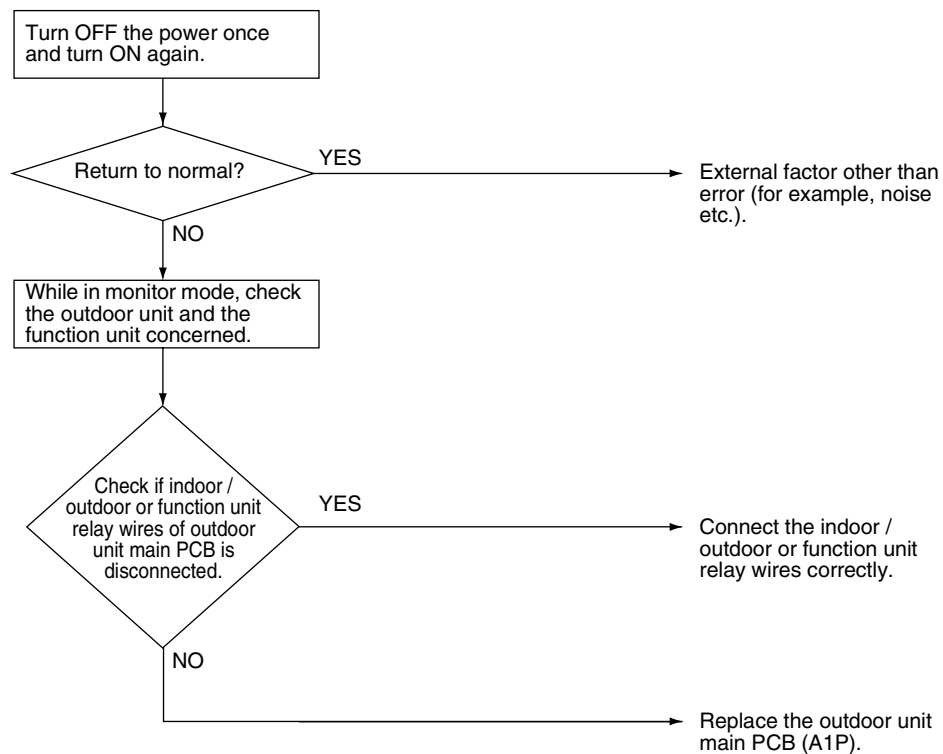 Turn OFF the power once
and turn ON again.
Return to normal?
YES
External factor other than
error (for example, noise
etc.).
NO
While in monitor mode, check
the outdoor unit and the
function unit concerned.
Check if indoor /
outdoor or function unit
relay wires of outdoor
unit main PCB is
disconnected.
YES
Connect the indoor /
outdoor or function unit
relay wires correctly.
NO
Replace the outdoor unit
main PCB (A1P).